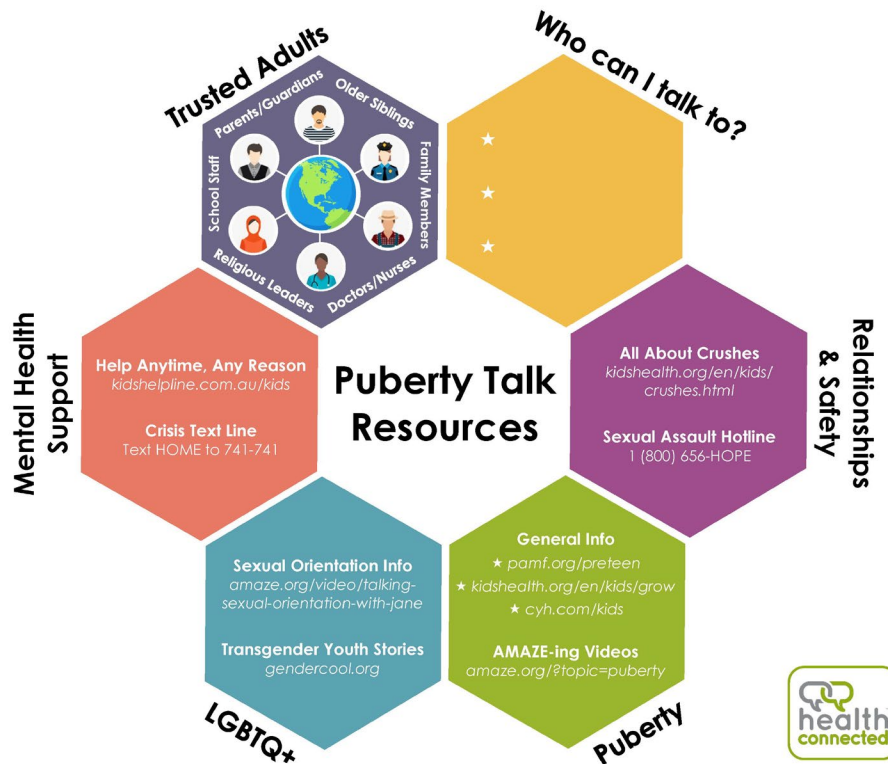 Trusted Adults
Parents/Guardians
Older Siblings
School Staff
Family Members
Religious Leaders
Doctors/Nurses
Who can I talk to?
★
★
★
Mental Health
Support
Help Anytime, Any Reason
kidshelpline.com.au/kids
Crisis Text Line
Text HOME to 741-741
Puberty Talk
Resources
Relationships
& Safety
All About Crushes
kidshealth.org/en/kids/
crushes.html
Sexual Assault Hotline
1 (800) 656-HOPE
LGBTQ+
Sexual Orientation Info
amaze.org/video/talking-
sexual-orientation-with-jane
Transgender Youth Stories
gendercool.org
Puberty
General Info
★ pamf.org/preteen
★ kidshealth.org/en/kids/grow
★ cyh.com/kids
AMAZE-ing Videos
amaze.org/?topic=puberty
health
connected